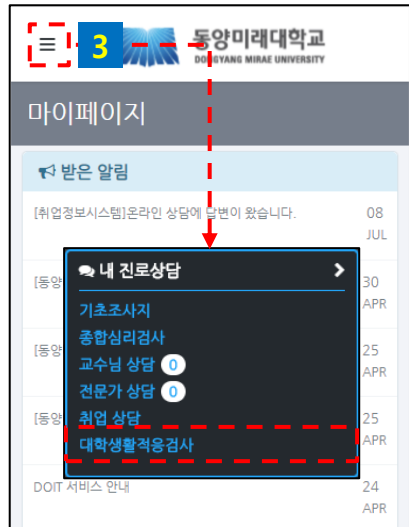 3
동양미래대학교
DONGYANG MIRAE UNIVERSITY
마이페이지
받은 알림
[취업정보시스템]온라인 상담에 답변이 왔습니다.
08
JUL
내 진로상담
[동양
30
APR
기초조사지
종합심리검사
[동양
25
APR
교수님 상담 0
전문가 상담 0
[동양
25
APR
취업 상담
대학생활적응검사
DOIT 서비스 안내
24
APR